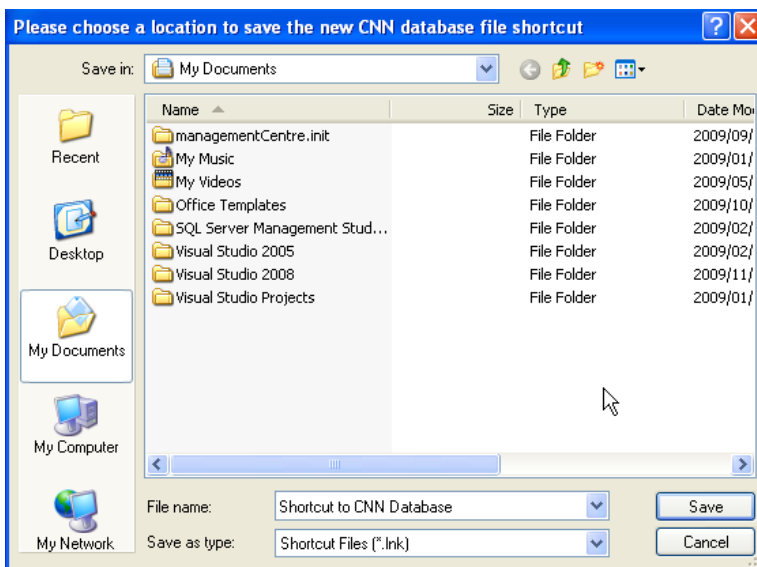 Please choose a location to save the new CNN database file shortcut
Save in: My Documents
Name Size Type Date Mo
managementCentre.init File Folder 2009/09/
My Music File Folder 2009/01/
My Videos File Folder 2009/05/
Office Templates File Folder 2009/10/
SQL Server Management Stud... File Folder 2009/02/
Visual Studio 2005 File Folder 2009/02/
Visual Studio 2008 File Folder 2009/11/
Visual Studio Projects File Folder 2009/01/
Recent
Desktop
My Documents
My Computer
My Network
File name: Shortcut to CNN Database Save
Save as type: Shortcut Files (*.lnk) Cancel